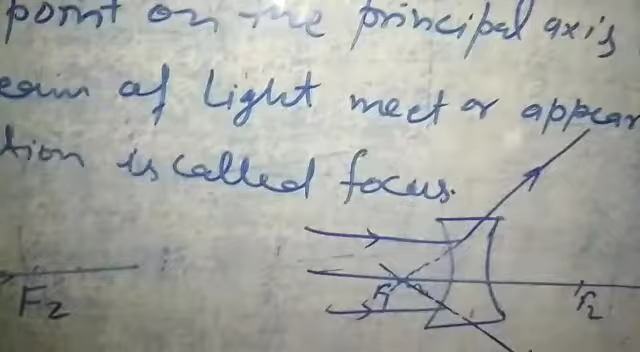 point on the principal axis
eam of Light meet or appear
tion is called focus.
F2
F1
F2